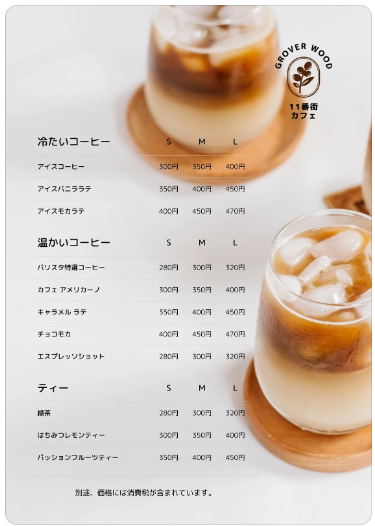 GROVER WOOD
11番街
カフェ
冷たいコーヒー S M L
アイスコーヒー 300円 350円 400円
アイスバニララテ 350円 400円 450円
アイスモカラテ 400円 450円 470円
温かいコーヒー S M L
バリスタ特選コーヒー 280円 300円 320円
カフェ アメリカーノ 300円 350円 400円
キャラメル ラテ 350円 400円 450円
チョコモカ 400円 450円 470円
エスプレッソショット 280円 300円 320円
ティー S M L
緑茶 280円 300円 320円
はちみつレモンティー 300円 350円 400円
パッションフルーツティー 350円 400円 450円
別途、価格には消費税が含まれています。